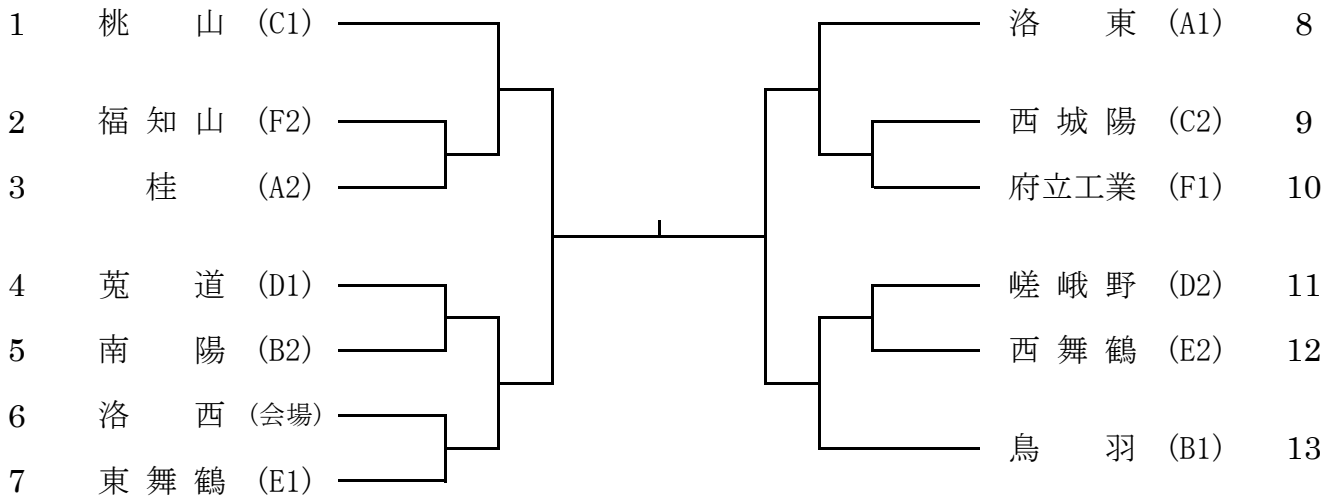 1 桃山 (C1)
2 福知山 (F2)
3 桂 (A2)
4 莵道 (D1)
5 南陽 (B2)
6 洛西 (会場)
7 東舞鶴 (E1)
洛東 (A1) 8
西城陽 (C2) 9
府立工業 (F1) 10
嵯峨野 (D2) 11
西舞鶴 (E2) 12
鳥羽 (B1) 13